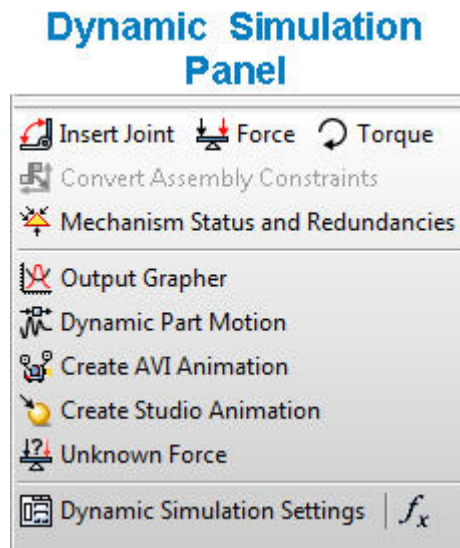 Dynamic Simulation
Panel
Insert Joint Force Torque
Convert Assembly Constraints
Mechanism Status and Redundancies
Output Grapher
Dynamic Part Motion
Create AVI Animation
Create Studio Animation
Unknown Force
Dynamic Simulation Settings fx